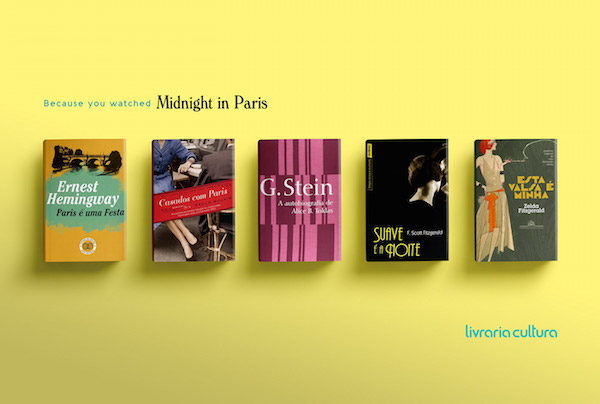 Because you watched Midnight in Paris
Ernest
Hemingway
Paris é uma Festa
Casados com Paris
G. Stein
A autobiografia de
Alice B. Toklas
F. Scott Fitzgerald
SUAVE
É A NOITE
ESTA
VALSA É
MINHA
Zelda
Fitzgerald
livraria cultura